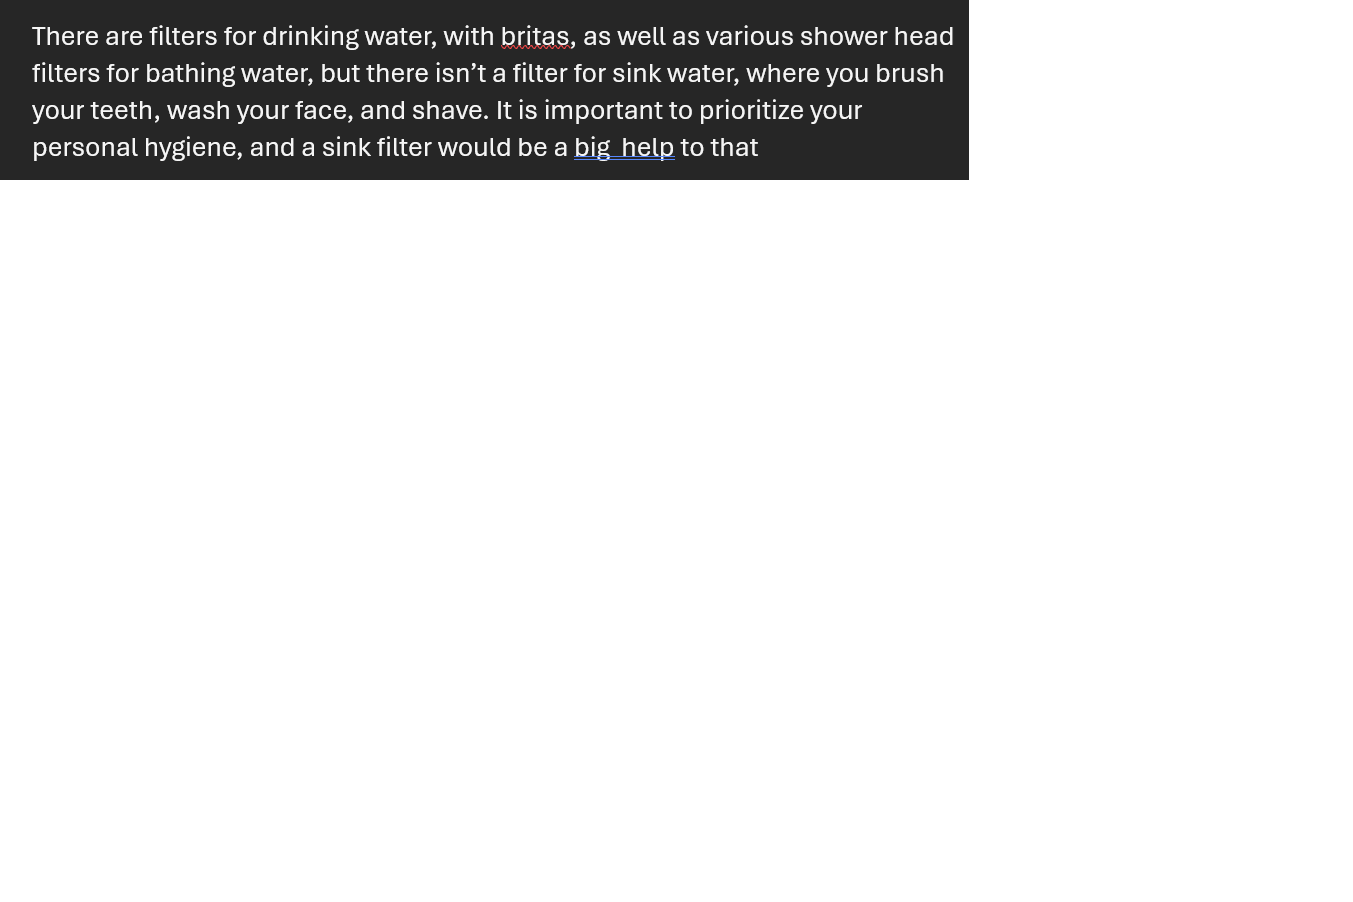 There are filters for drinking water, with britas, as well as various shower head
filters for bathing water, but there isn’t a filter for sink water, where you brush
your teeth, wash your face, and shave. It is important to prioritize your
personal hygiene, and a sink filter would be a big  help to that